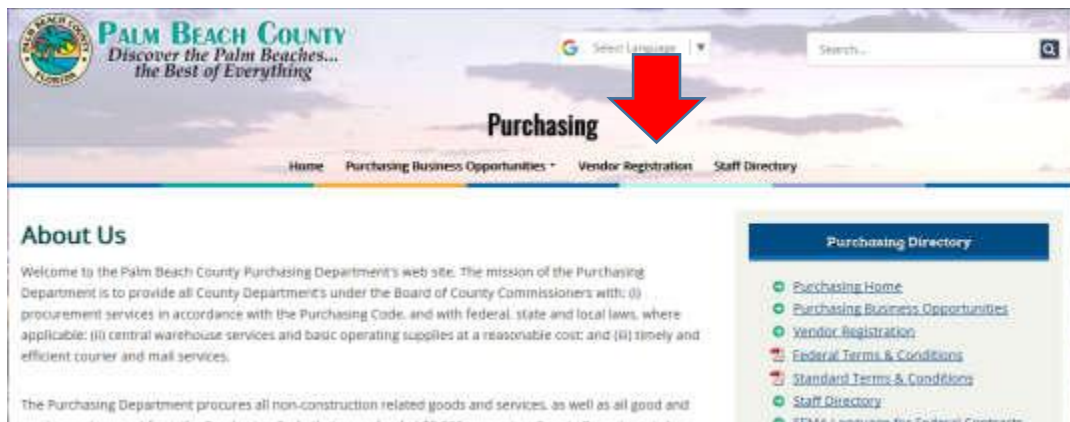 PALM BEACH COUNTY
Discover the Palm Beaches...
the Best of Everything
PALM BEACH COUNTY
FLORIDA
G Select Language
Search...
Purchasing
Home Purchasing Business Opportunities Vendor Registration Staff Directory
About Us
Welcome to the Palm Beach County Purchasing Department's web site. The mission of the Purchasing
Department is to provide all County Department's under the Board of County Commissioners with: (i)
procurement services in accordance with the Purchasing Code, and with federal, state and local laws, where
applicable; (ii) central warehouse services and basic operating supplies at a reasonable cost; and (iii) timely and
efficient courier and mail services.
The Purchasing Department procures all non-construction related goods and services, as well as all good and
Purchasing Directory
Purchasing Home
Purchasing Business Opportunities
Vendor Registration
Federal Terms & Conditions
Standard Terms & Conditions
Staff Directory